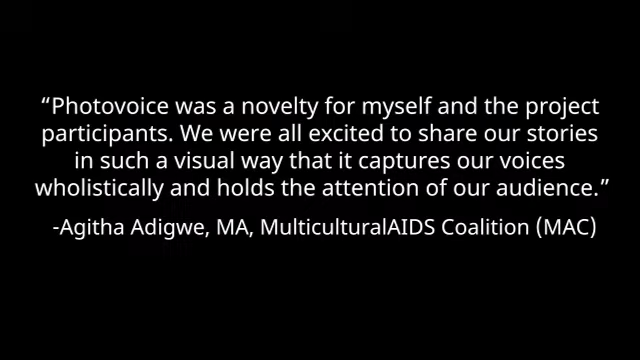 “Photovoice was a novelty for myself and the project
participants. We were all excited to share our stories
in such a visual way that it captures our voices
wholistically and holds the attention of our audience.”
-Agitha Adigwe, MA, MulticulturalAIDS Coalition (MAC)